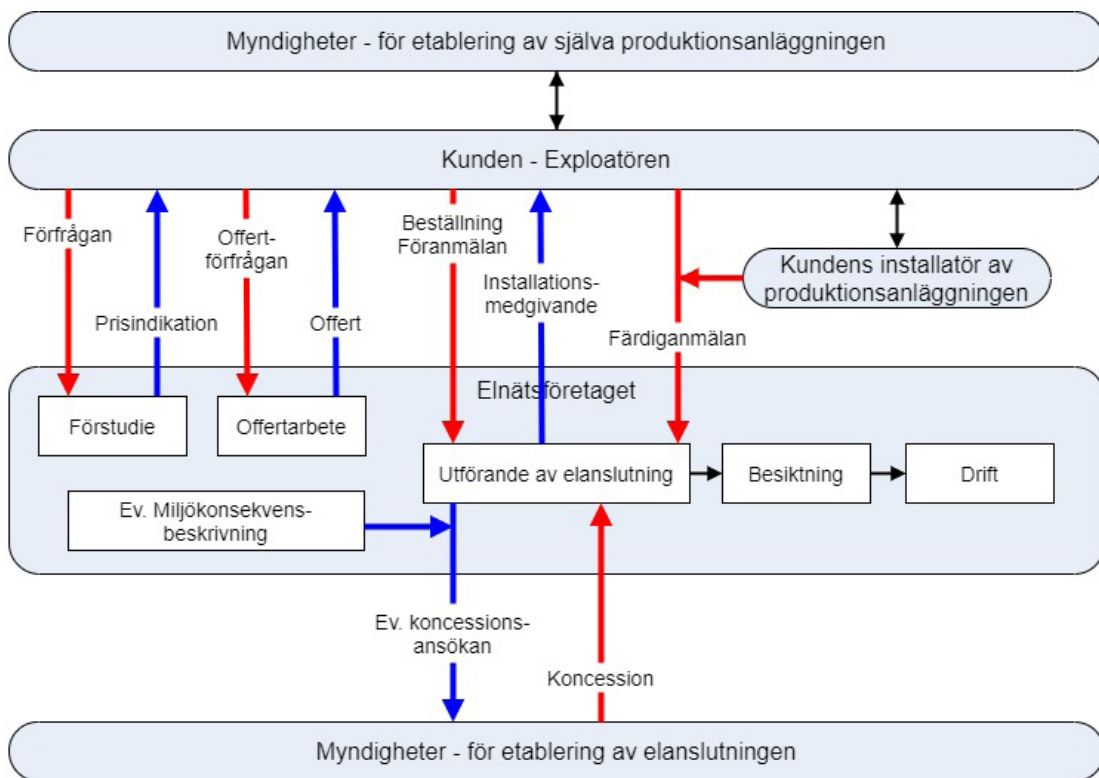 Myndigheter - för etablering av själva produktionsanläggningen
Kunden - Exploatören
Förfrågan
Prisindikation
Offert-
förfrågan
Offert
Beställning
Föranmälan
Installations-
medgivande
Färdiganmälan
Kundens installatör av
produktionsanläggningen
Elnätsföretaget
Förstudie
Offertarbete
Utförande av elanslutning
Besiktning
Drift
Ev. Miljökonsekvens-
beskrivning
Ev. koncessions-
ansökan
Koncession
Myndigheter - för etablering av elanslutningen